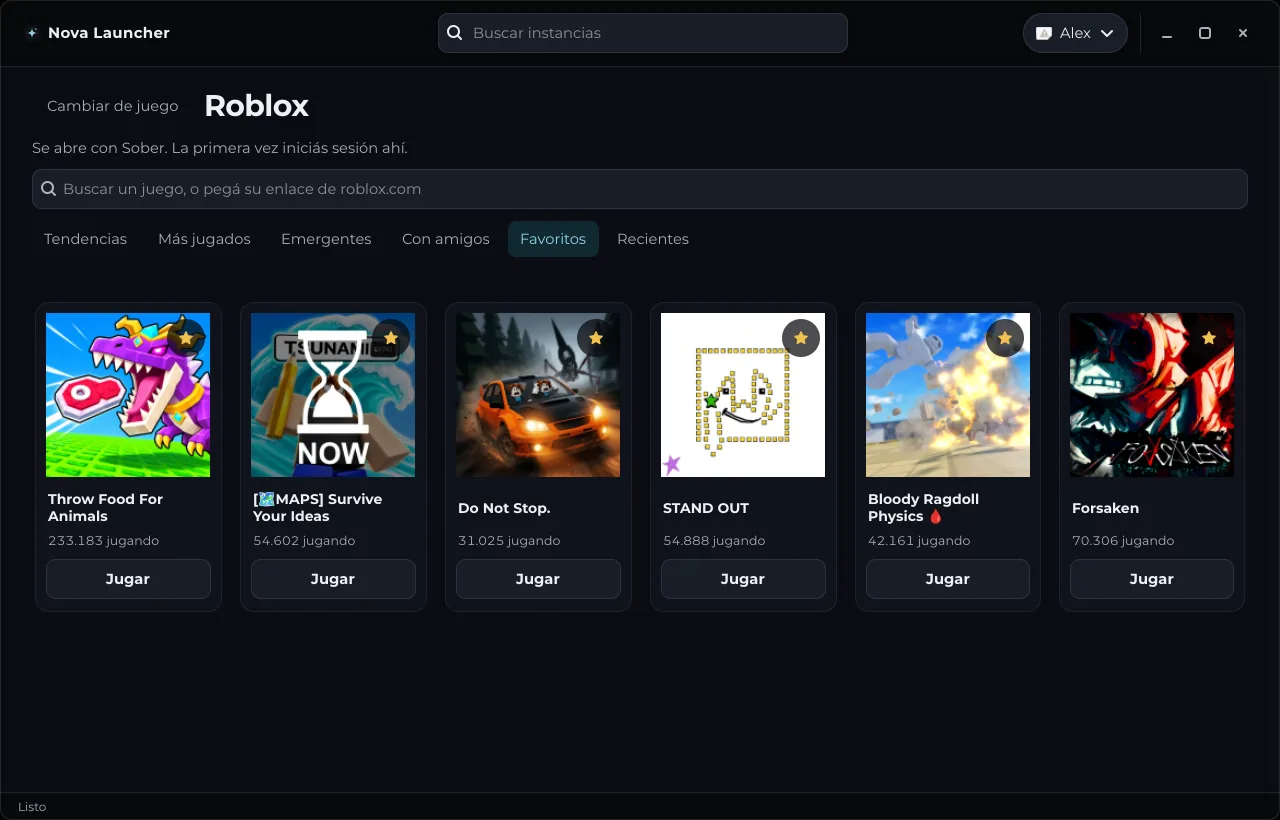 Nova Launcher
Buscar instancias
Alex
Cambiar de juego
Roblox
Se abre con Sober. La primera vez iniciás sesión ahí.
Buscar un juego, o pegá su enlace de roblox.com
Tendencias
Más jugados
Emergentes
Con amigos
Favoritos
Recientes
TSUNAMI
NOW
FORSAKEN
Throw Food For
Animals
233.183 jugando
Jugar
[🗺️MAPS] Survive
Your Ideas
54.602 jugando
Jugar
Do Not Stop.
31.025 jugando
Jugar
STAND OUT
54.888 jugando
Jugar
Bloody Ragdoll
Physics 🩸
42.161 jugando
Jugar
Forsaken
70.306 jugando
Jugar
Listo